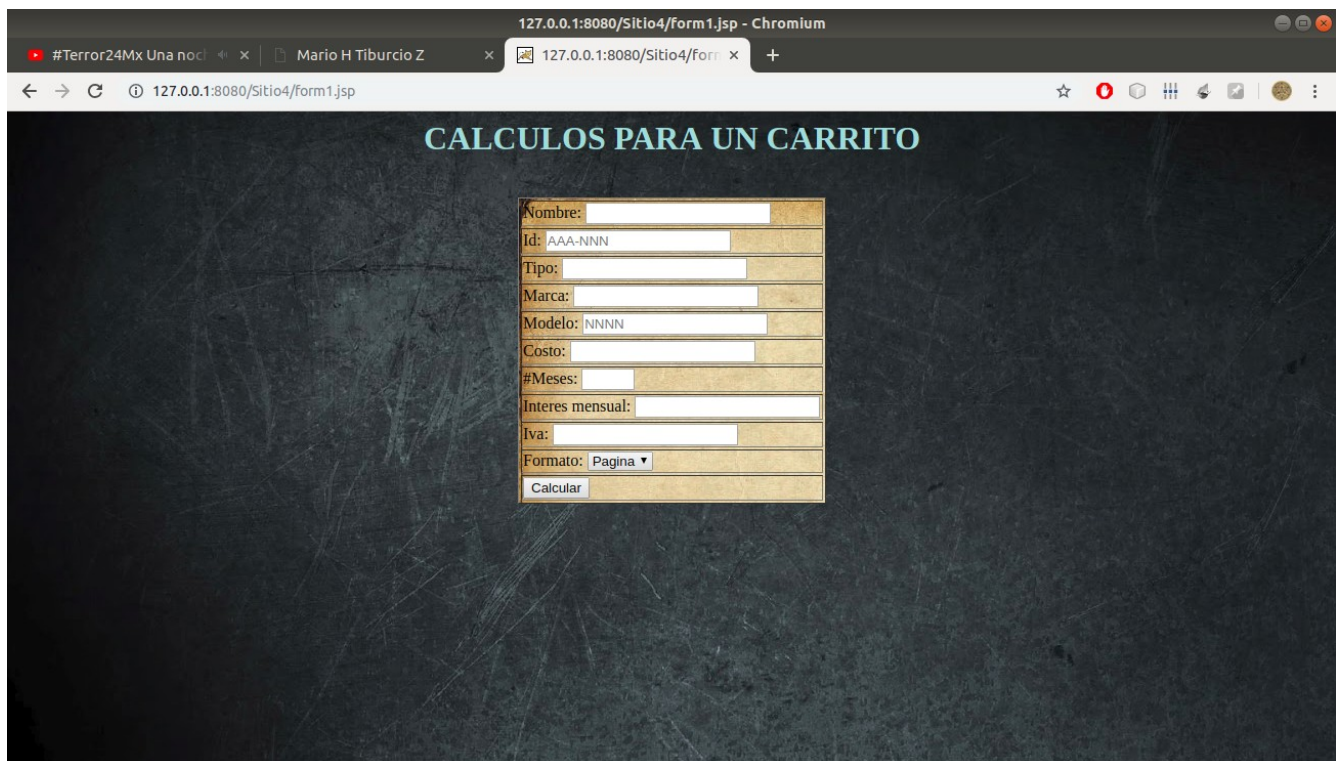 127.0.0.1:8080/Sitio4/form1.jsp - Chromium
#Terror24Mx Una noc
Mario H Tiburcio Z
127.0.0.1:8080/Sitio4/forr
127.0.0.1:8080/Sitio4/form1.jsp
CALCULOS PARA UN CARRITO
Nombre:
Id: AAA-NNN
Tipo:
Marca:
Modelo: NNNN
Costo:
#Meses:
Interes mensual:
Iva:
Formato: Pagina
Calcular